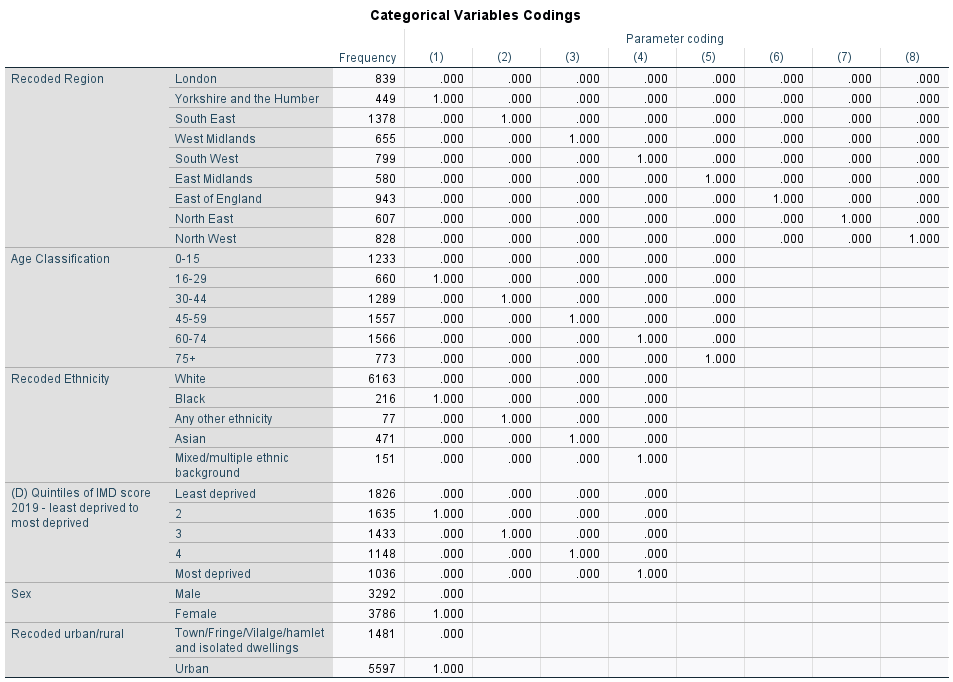 Categorical Variables Codings
Parameter coding
Frequency (1) (2) (3) (4) (5) (6) (7) (8)
Recoded Region London 839 .000 .000 .000 .000 .000 .000 .000 .000
Yorkshire and the Humber 449 1.000 .000 .000 .000 .000 .000 .000 .000
South East 1378 .000 1.000 .000 .000 .000 .000 .000 .000
West Midlands 655 .000 .000 1.000 .000 .000 .000 .000 .000
South West 799 .000 .000 .000 1.000 .000 .000 .000 .000
East Midlands 580 .000 .000 .000 .000 1.000 .000 .000 .000
East of England 943 .000 .000 .000 .000 .000 1.000 .000 .000
North East 607 .000 .000 .000 .000 .000 .000 1.000 .000
North West 828 .000 .000 .000 .000 .000 .000 .000 1.000
Age Classification 0-15 1233 .000 .000 .000 .000 .000
16-29 660 1.000 .000 .000 .000 .000
30-44 1289 .000 1.000 .000 .000 .000
45-59 1557 .000 .000 1.000 .000 .000
60-74 1566 .000 .000 .000 1.000 .000
75+ 773 .000 .000 .000 .000 1.000
Recoded Ethnicity White 6163 .000 .000 .000 .000
Black 216 1.000 .000 .000 .000
Any other ethnicity 77 .000 1.000 .000 .000
Asian 471 .000 .000 1.000 .000
Mixed/multiple ethnic 151 .000 .000 .000 1.000
background
(D) Quintiles of IMD score Least deprived 1826 .000 .000 .000 .000
2019 - least deprived to 2 1635 1.000 .000 .000 .000
most deprived
3 1433 .000 1.000 .000 .000
4 1148 .000 .000 1.000 .000
Most deprived 1036 .000 .000 .000 1.000
Sex Male 3292 .000
Female 3786 1.000
Recoded urban/rural Town/Fringe/Vilalge/hamlet 1481 .000
and isolated dwellings
Urban 5597 1.000